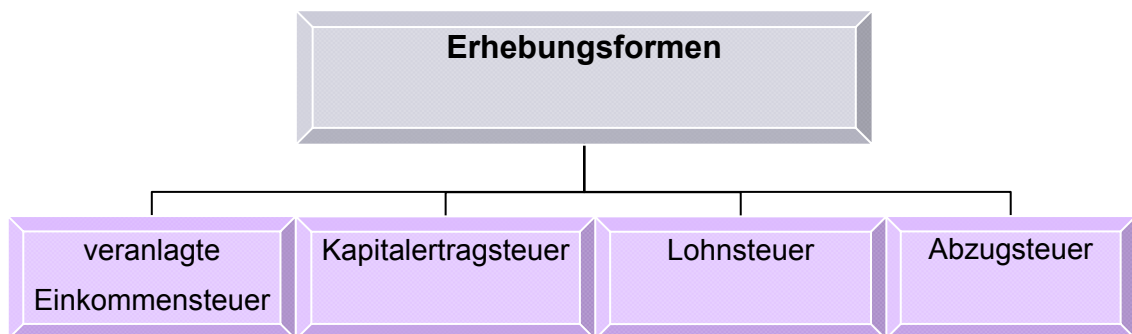 Erhebungsformen
veranlagte
Einkommensteuer
Kapitalertragsteuer
Lohnsteuer
Abzugsteuer